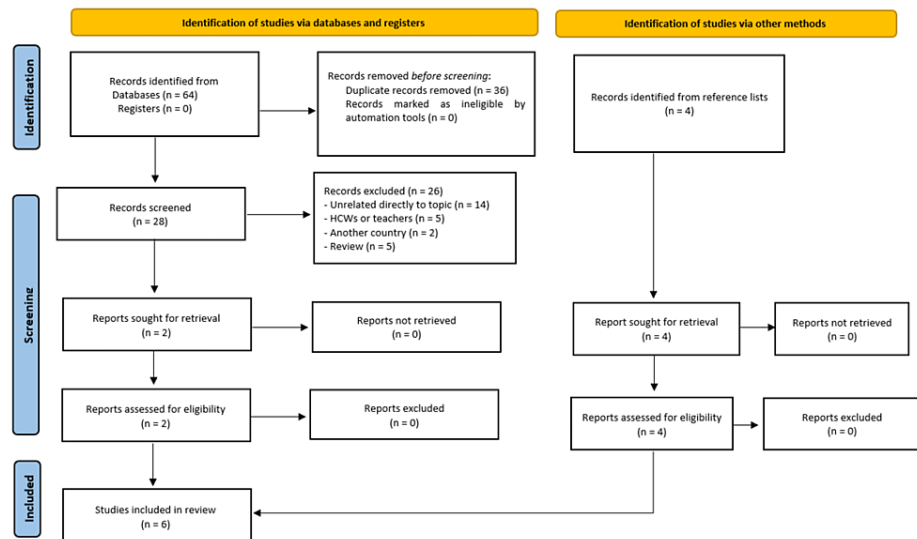 Identification of studies via databases and registers
Identification of studies via other methods
Identification
Records identified from
Databases (n = 64)
Registers (n = 0)
Records removed before screening:
Duplicate records removed (n = 36)
Records marked as ineligible by
automation tools (n = 0)
Records identified from reference lists
(n = 4)
Screening
Records screened
(n = 28)
Records excluded (n = 26)
- Unrelated directly to topic (n = 14)
- HCWs or teachers (n = 5)
- Another country (n = 2)
- Review (n = 5)
Reports sought for retrieval
(n = 2)
Reports not retrieved
(n = 0)
Report sought for retrieval
(n = 4)
Reports not retrieved
(n = 0)
Reports assessed for eligibility
(n = 2)
Reports excluded
(n = 0)
Reports assessed for eligibility
(n = 4)
Reports excluded
(n = 0)
Included
Studies included in review
(n = 6)